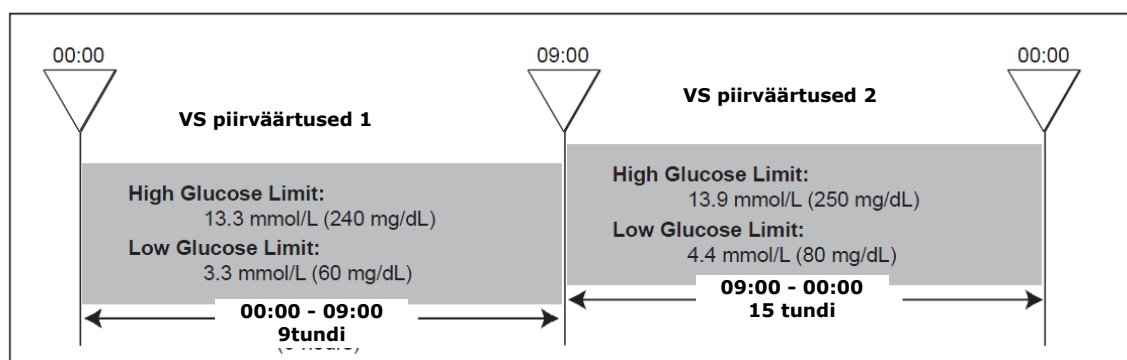 00:00
09:00
00:00
VS piirväärtused 1
VS piirväärtused 2
High Glucose Limit:
13.3 mmol/L (240 mg/dL)
Low Glucose Limit:
3.3 mmol/L (60 mg/dL)
00:00 - 09:00
9tundi
High Glucose Limit:
13.9 mmol/L (250 mg/dL)
Low Glucose Limit:
4.4 mmol/L (80 mg/dL)
09:00 - 00:00
15 tundi